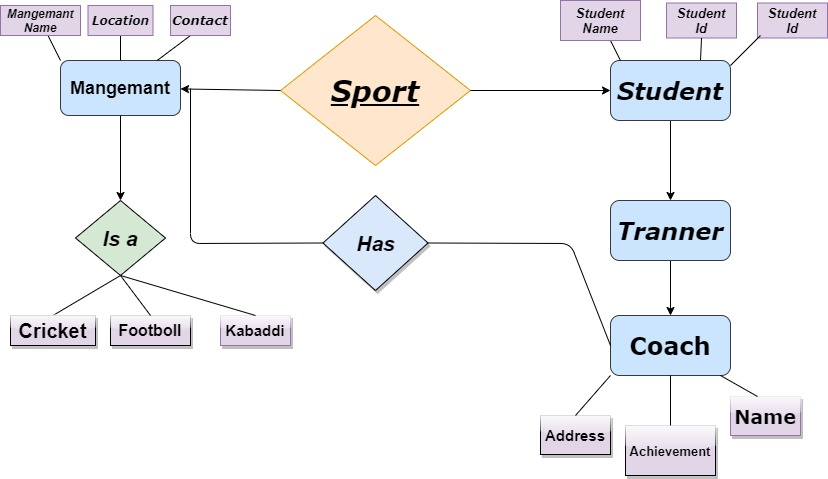 Mangemant
Name
Location
Contact
Student
Name
Student
Id
Student
Id
Mangemant
Sport
Student
Is a
Has
Tranner
Cricket
Footboll
Kabaddi
Coach
Address
Achievement
Name